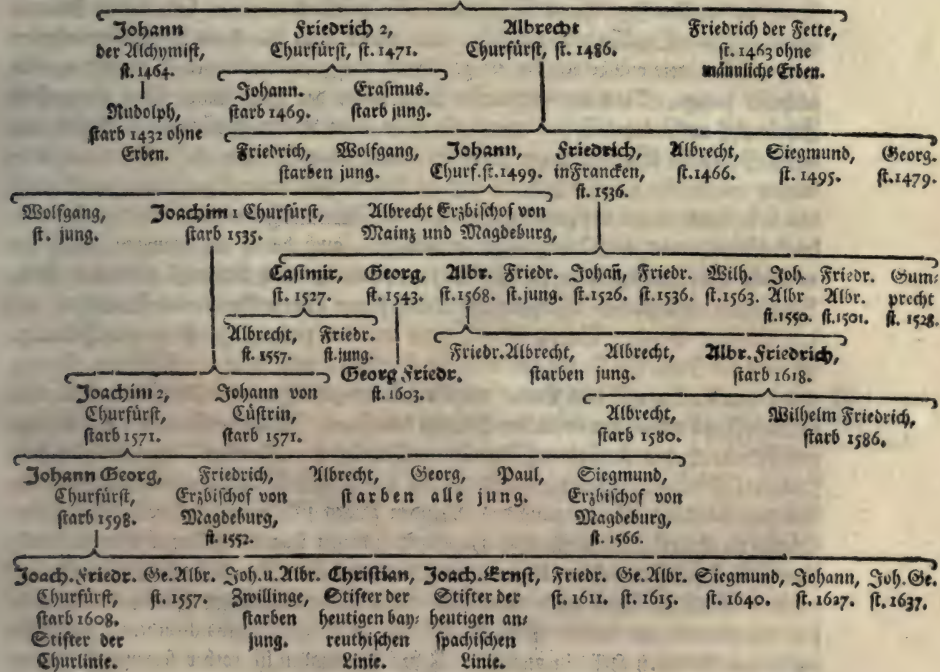 Johann Friedrich 2, Albrecht Friedrich der Fette,
der Alchymist, Churfürst, st. 1471. Churfürst, st. 1486. st. 1463 ohne
st. 1464. männliche Erben.
Johann. Erasmus.
Rudolph, starb 1469. starb jung.
starb 1432 ohne
Erben. Friedrich, Wolfgang, Johann, Friedrich, Albrecht, Siegmund, Georg.
starben jung. Churf. st. 1499. in Francken, st. 1466. st. 1495. st. 1479.
st. 1536.
Wolfgang, Joachim 1 Churfürst, Albrecht Erzbischof von
st. jung. starb 1535. Mainz und Magdeburg,
Casimir, Georg, Albr. Friedr. Johañ, Friedr. Wilh. Joh. Friedr. Gum-
st. 1527. st. 1543. st. 1568. st. jung. st. 1526. st. 1536. st. 1563. Albr Albr. precht
st. 1550. st. 1501. st. 1528.
Albrecht, Friedr.
st. 1557. st. jung. Friedr. Albrecht, Albrecht, Albr. Friedrich,
Georg Friedr. starben jung. starb 1618.
Joachim 2, Johann von st. 1603.
Churfürst, Cüstrin, Albrecht, Wilhelm Friedrich,
starb 1571. starb 1571. starb 1580. starb 1586.
Johann Georg, Friedrich, Albrecht, Georg, Paul, Siegmund,
Churfürst, Erzbischof von starben alle jung. Erzbischof von
starb 1598. Magdeburg, Magdeburg,
st. 1552. st. 1566.
Joach. Friedr. Ge. Albr. Joh. u. Albr. Christian, Joach. Ernst, Friedr. Ge. Albr. Siegmund, Johann, Joh. Ge.
Churfürst, st. 1557. Zwillinge, Stifter der Stifter der st. 1611. st. 1615. st. 1640. st. 1627. st. 1637.
starb 1608. starben heutigen bay- heutigen an-
Stifter der jung. reuthischen spachischen
Churlinie. Linie. Linie.